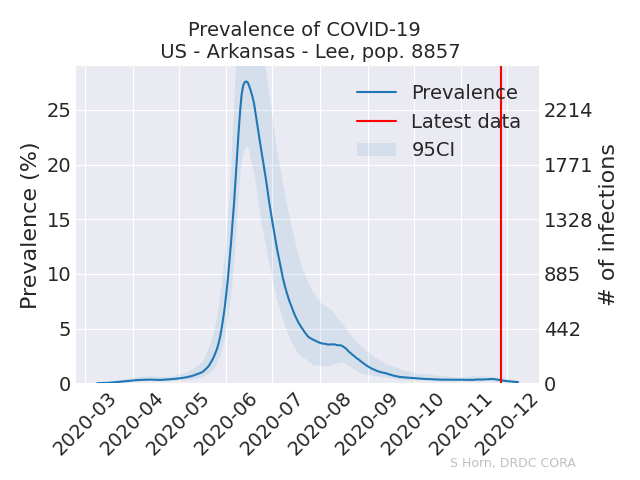 Prevalence of COVID-19
US - Arkansas - Lee, pop. 8857
Prevalence
Latest data
95CI
Prevalence (%)
25
20
15
10
5
0
2214
1771
1328
885
442
0
# of infections
2020-03
2020-04
2020-05
2020-06
2020-07
2020-08
2020-09
2020-10
2020-11
2020-12
S Horn, DRDC CORA